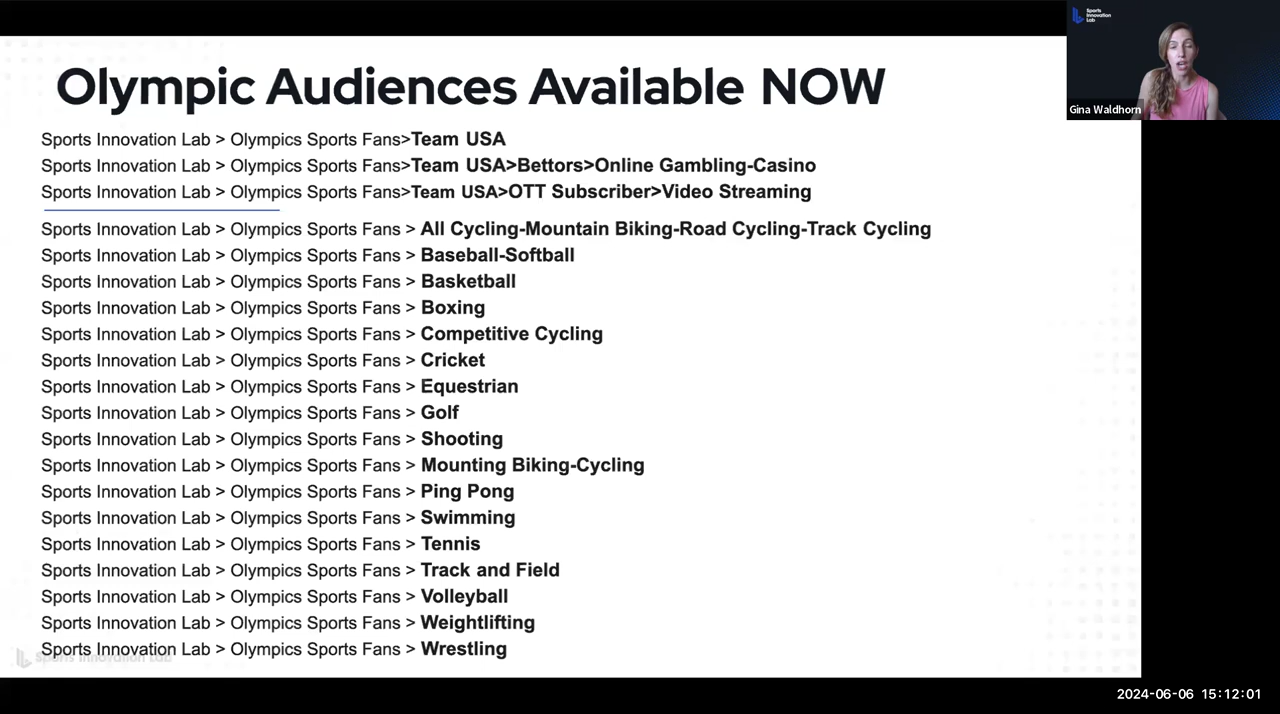 Olympic Audiences Available NOW
Sports Innovation Lab > Olympics Sports Fans>Team USA
Sports Innovation Lab > Olympics Sports Fans>Team USA>Bettors>Online Gambling-Casino
Sports Innovation Lab > Olympics Sports Fans>Team USA>OTT Subscriber>Video Streaming
Sports Innovation Lab > Olympics Sports Fans > All Cycling-Mountain Biking-Road Cycling-Track Cycling
Sports Innovation Lab > Olympics Sports Fans > Baseball-Softball
Sports Innovation Lab > Olympics Sports Fans > Basketball
Sports Innovation Lab > Olympics Sports Fans > Boxing
Sports Innovation Lab > Olympics Sports Fans > Competitive Cycling
Sports Innovation Lab > Olympics Sports Fans > Cricket
Sports Innovation Lab > Olympics Sports Fans > Equestrian
Sports Innovation Lab > Olympics Sports Fans > Golf
Sports Innovation Lab > Olympics Sports Fans > Shooting
Sports Innovation Lab > Olympics Sports Fans > Mounting Biking-Cycling
Sports Innovation Lab > Olympics Sports Fans > Ping Pong
Sports Innovation Lab > Olympics Sports Fans > Swimming
Sports Innovation Lab > Olympics Sports Fans > Tennis
Sports Innovation Lab > Olympics Sports Fans > Track and Field
Sports Innovation Lab > Olympics Sports Fans > Volleyball
Sports Innovation Lab > Olympics Sports Fans > Weightlifting
Sports Innovation Lab > Olympics Sports Fans > Wrestling
Sports Innovation Lab
Sports
Innovation
Lab
Gina Waldhorn
2024-06-06 15:12:01